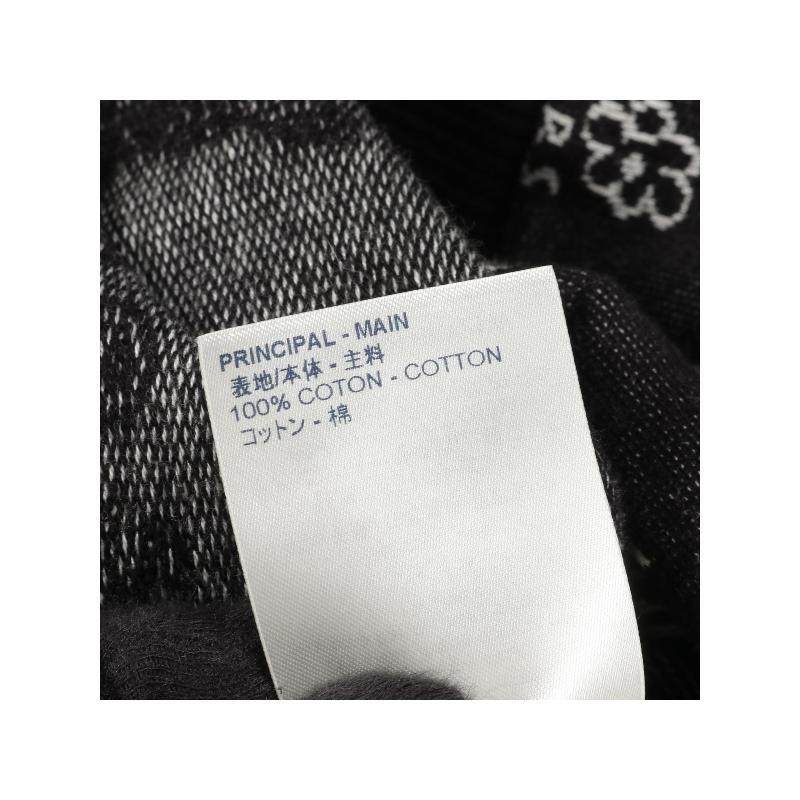 PRINCIPAL - MAIN
表地/本体 - 主料
100% COTON - COTTON
コットン - 棉